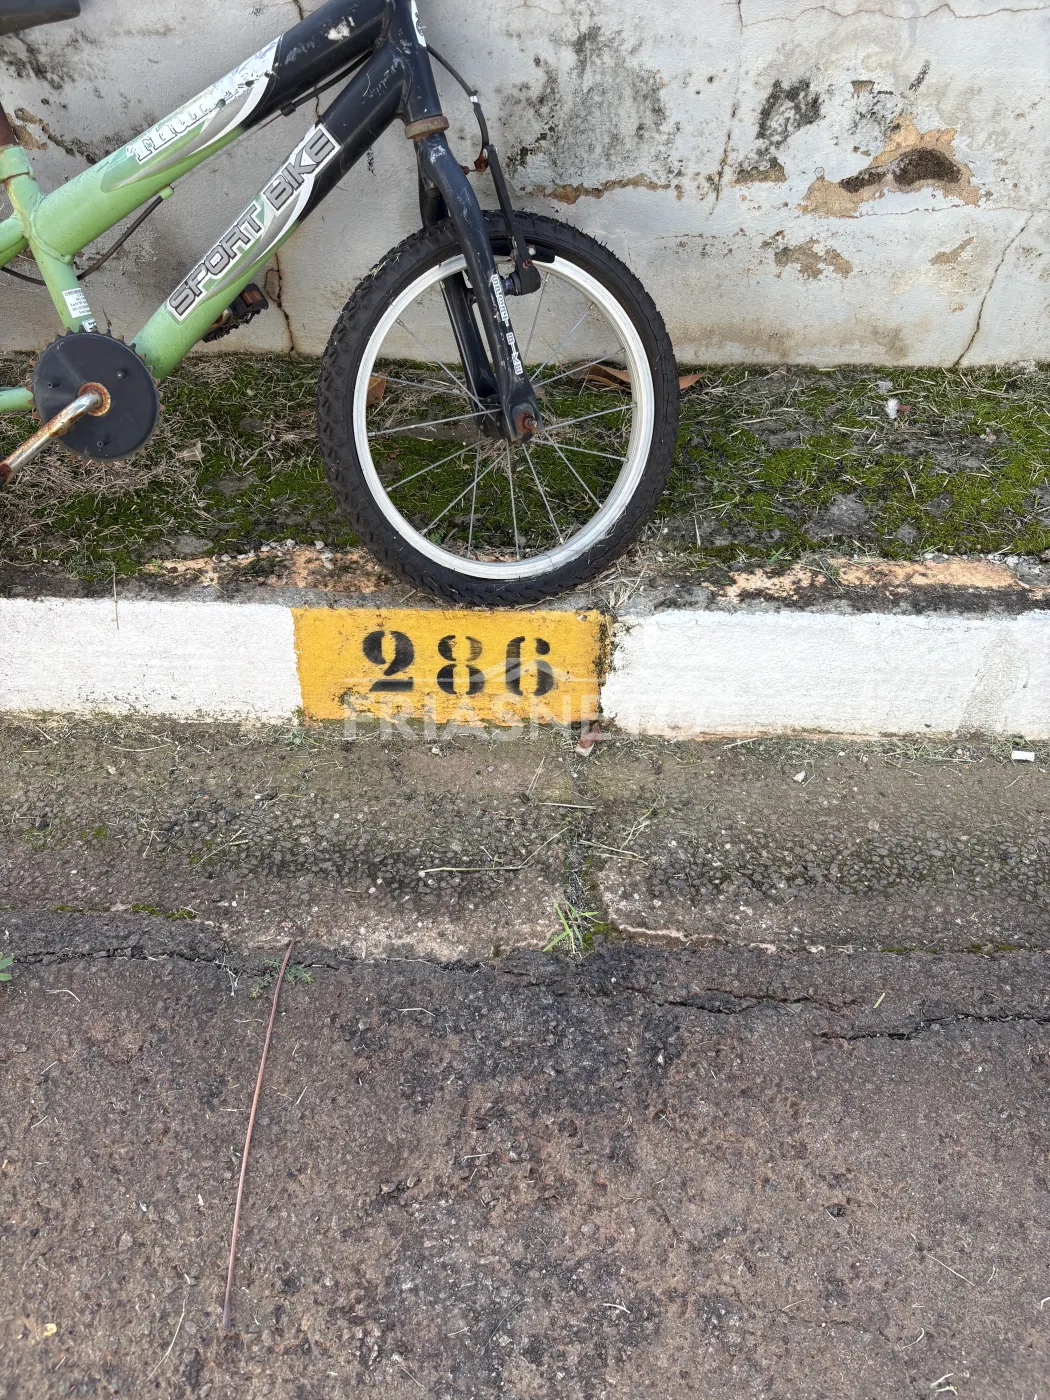 SPORT BIKE
286
FRIASNETO